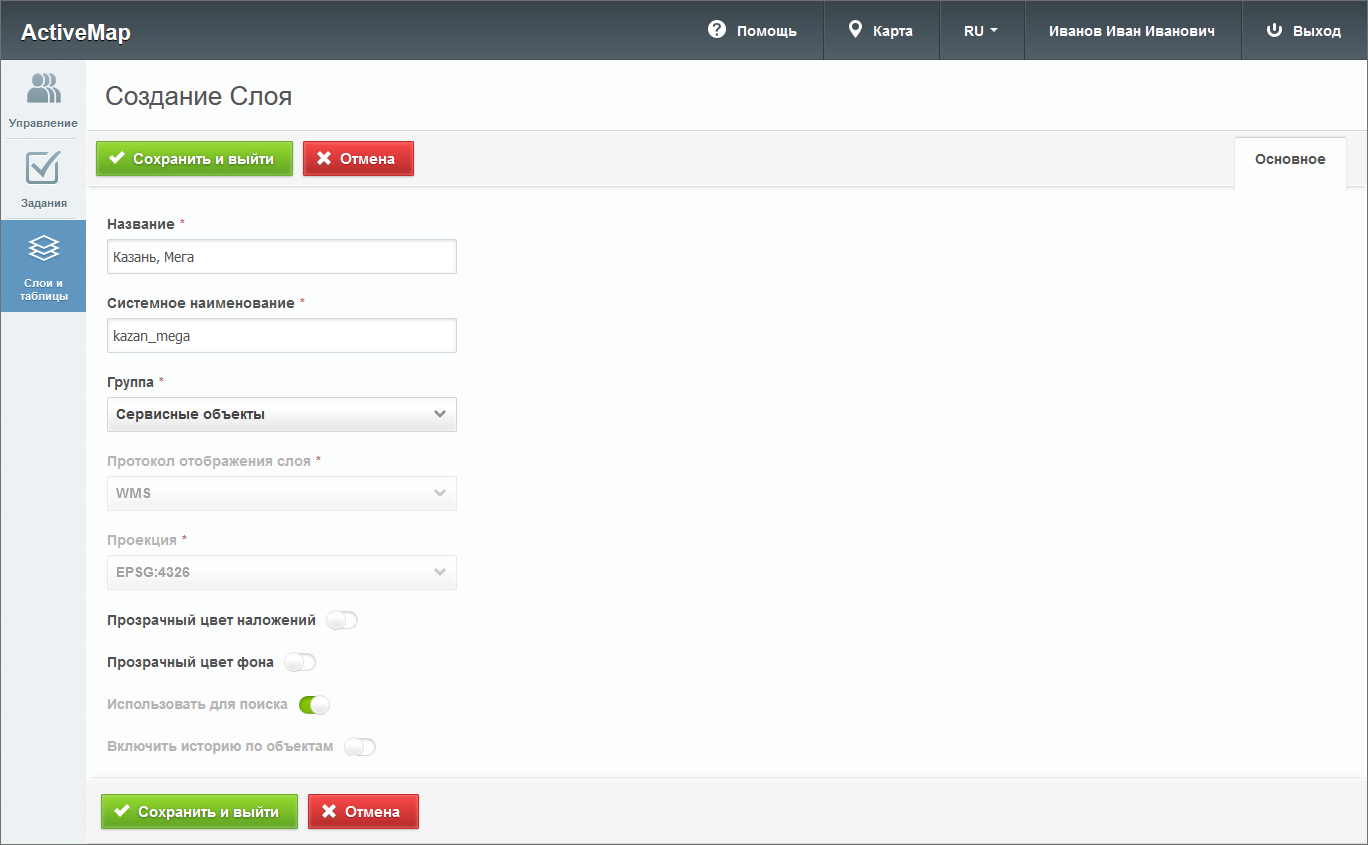 ActiveMap
Помощь
Карта
RU
Иванов Иван Иванович
Выход
Управление
Задания
Слои и
таблицы
Создание Слоя
Сохранить и выйти
Отмена
Основное
Название *
Казань, Мега
Системное наименование *
kazan_mega
Группа *
Сервисные объекты
Протокол отображения слоя *
WMS
Проекция *
EPSG:4326
Прозрачный цвет наложений
Прозрачный цвет фона
Использовать для поиска
Включить историю по объектам
Сохранить и выйти
Отмена